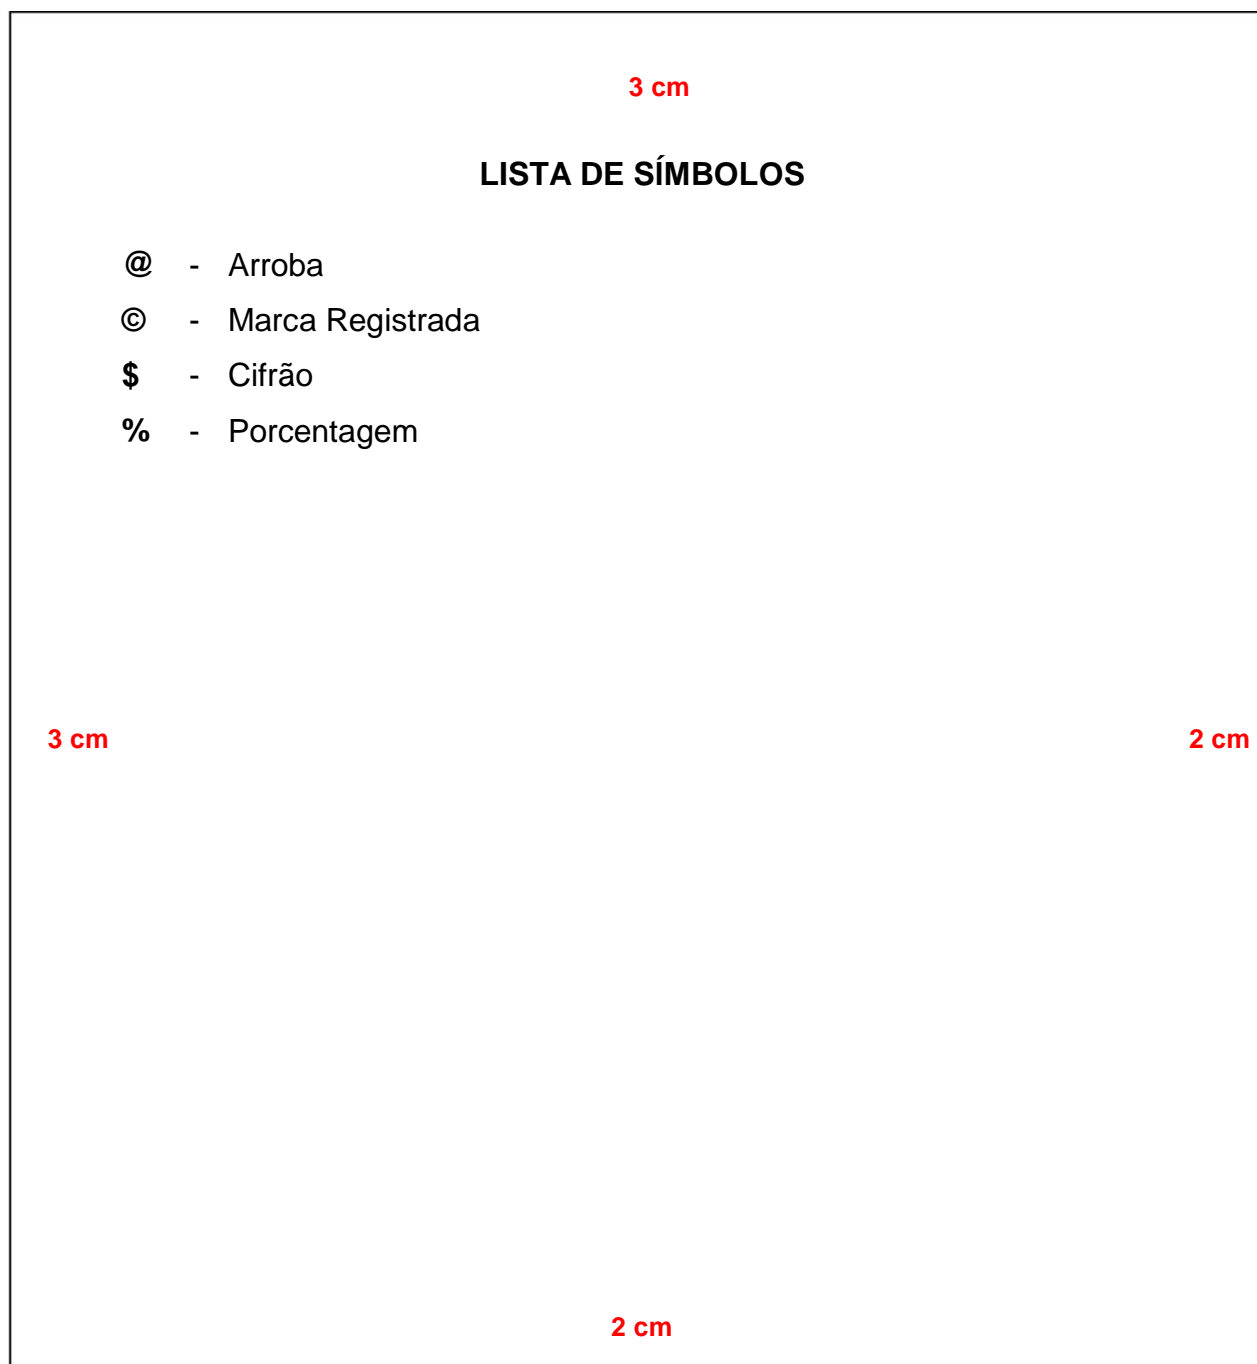 3 cm
LISTA DE SÍMBOLOS
@ - Arroba
© - Marca Registrada
$ - Cifrão
% - Porcentagem
3 cm 2 cm
2 cm